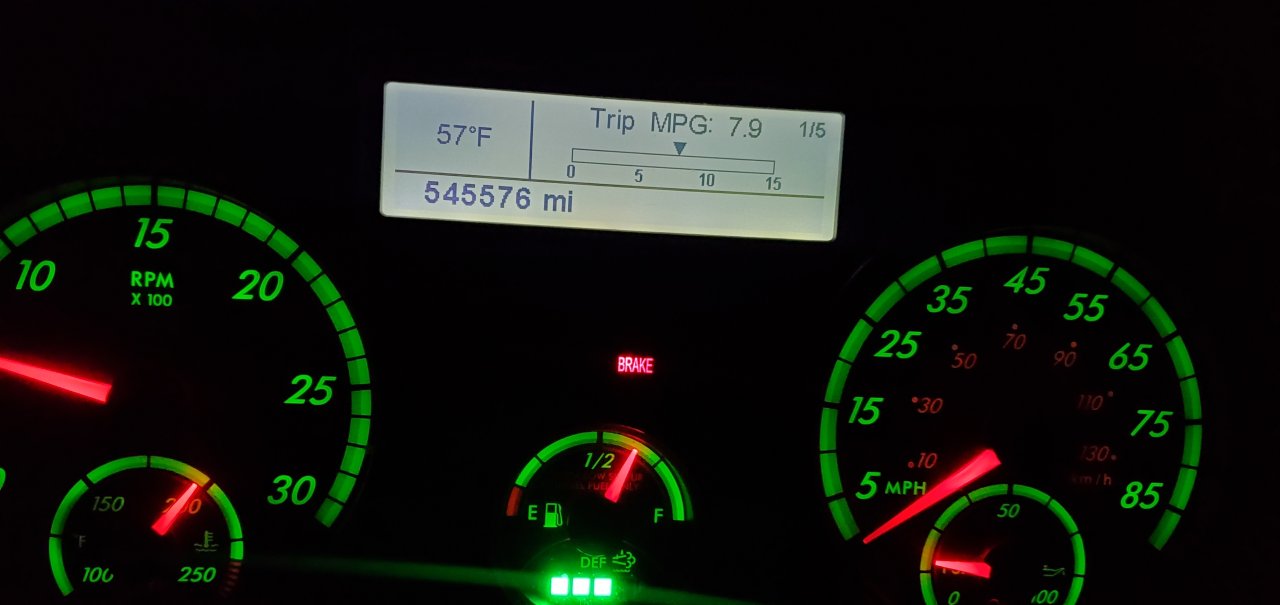 57°F
Trip MPG: 7.9 1/5
0 5 10 15
545576 mi
10 15 20 25 30
RPM
X 100
BRAKE
5 15 25 35 45 55 65 75 85
MPH
10 30 50 70 90 110 130
km/h
1/2
E F
DEF
100 150 200 250
°F
0 50 100